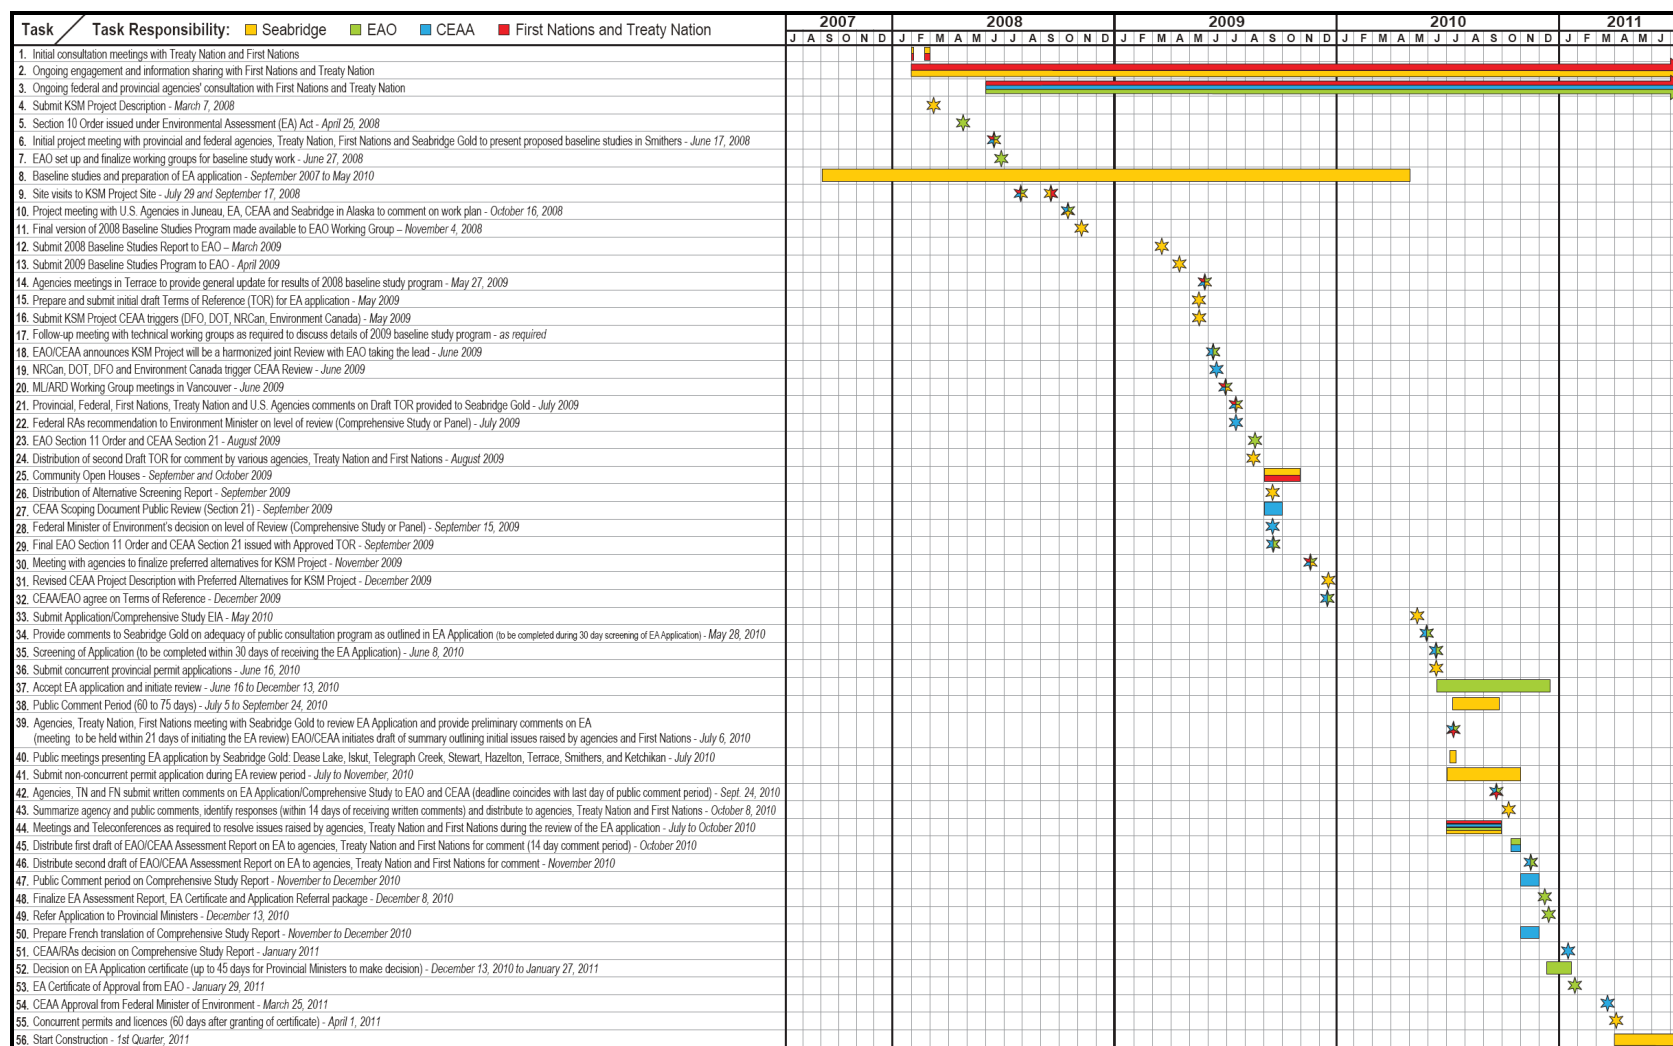 Task Task Responsibility: Seabridge EAO CEAA First Nations and Treaty Nation
2007 2008 2009 2010 2011
J A S O N D J F M A M J J A S O N D J F M A M J J A S O N D J F M A M J J A S O N D J F M A M J
1. Initial consultation meetings with Treaty Nation and First Nations
2. Ongoing engagement and information sharing with First Nations and Treaty Nation
3. Ongoing federal and provincial agencies' consultation with First Nations and Treaty Nation
4. Submit KSM Project Description - March 7, 2008
5. Section 10 Order issued under Environmental Assessment (EA) Act - April 25, 2008
6. Initial project meeting with provincial and federal agencies, Treaty Nation, First Nations and Seabridge Gold to present proposed baseline studies in Smithers - June 17, 2008
7. EAO set up and finalize working groups for baseline study work - June 27, 2008
8. Baseline studies and preparation of EA application - September 2007 to May 2010
9. Site visits to KSM Project Site - July 29 and September 17, 2008
10. Project meeting with U.S. Agencies in Juneau, EA, CEAA and Seabridge in Alaska to comment on work plan - October 16, 2008
11. Final version of 2008 Baseline Studies Program made available to EAO Working Group – November 4, 2008
12. Submit 2008 Baseline Studies Report to EAO – March 2009
13. Submit 2009 Baseline Studies Program to EAO - April 2009
14. Agencies meetings in Terrace to provide general update for results of 2008 baseline study program - May 27, 2009
15. Prepare and submit initial draft Terms of Reference (TOR) for EA application - May 2009
16. Submit KSM Project CEAA triggers (DFO, DOT, NRCan, Environment Canada) - May 2009
17. Follow-up meeting with technical working groups as required to discuss details of 2009 baseline study program - as required
18. EAO/CEAA announces KSM Project will be a harmonized joint Review with EAO taking the lead - June 2009
19. NRCan, DOT, DFO and Environment Canada trigger CEAA Review - June 2009
20. ML/ARD Working Group meetings in Vancouver - June 2009
21. Provincial, Federal, First Nations, Treaty Nation and U.S. Agencies comments on Draft TOR provided to Seabridge Gold - July 2009
22. Federal RAs recommendation to Environment Minister on level of review (Comprehensive Study or Panel) - July 2009
23. EAO Section 11 Order and CEAA Section 21 - August 2009
24. Distribution of second Draft TOR for comment by various agencies, Treaty Nation and First Nations - August 2009
25. Community Open Houses - September and October 2009
26. Distribution of Alternative Screening Report - September 2009
27. CEAA Scoping Document Public Review (Section 21) - September 2009
28. Federal Minister of Environment's decision on level of Review (Comprehensive Study or Panel) - September 15, 2009
29. Final EAO Section 11 Order and CEAA Section 21 issued with Approved TOR - September 2009
30. Meeting with agencies to finalize preferred alternatives for KSM Project - November 2009
31. Revised CEAA Project Description with Preferred Alternatives for KSM Project - December 2009
32. CEAA/EAO agree on Terms of Reference - December 2009
33. Submit Application/Comprehensive Study EIA - May 2010
34. Provide comments to Seabridge Gold on adequacy of public consultation program as outlined in EA Application (to be completed during 30 day screening of EA Application) - May 28, 2010
35. Screening of Application (to be completed within 30 days of receiving the EA Application) - June 8, 2010
36. Submit concurrent provincial permit applications - June 16, 2010
37. Accept EA application and initiate review - June 16 to December 13, 2010
38. Public Comment Period (60 to 75 days) - July 5 to September 24, 2010
39. Agencies, Treaty Nation, First Nations meeting with Seabridge Gold to review EA Application and provide preliminary comments on EA
(meeting to be held within 21 days of initiating the EA review) EAO/CEAA initiates draft of summary outlining initial issues raised by agencies and First Nations - July 6, 2010
40. Public meetings presenting EA application by Seabridge Gold: Dease Lake, Iskut, Telegraph Creek, Stewart, Hazelton, Terrace, Smithers, and Ketchikan - July 2010
41. Submit non-concurrent permit application during EA review period - July to November, 2010
42. Agencies, TN and FN submit written comments on EA Application/Comprehensive Study to EAO and CEAA (deadline coincides with last day of public comment period) - Sept. 24, 2010
43. Summarize agency and public comments, identify responses (within 14 days of receiving written comments) and distribute to agencies, Treaty Nation and First Nations - October 8, 2010
44. Meetings and Teleconferences as required to resolve issues raised by agencies, Treaty Nation and First Nations during the review of the EA application - July to October 2010
45. Distribute first draft of EAO/CEAA Assessment Report on EA to agencies, Treaty Nation and First Nations for comment (14 day comment period) - October 2010
46. Distribute second draft of EAO/CEAA Assessment Report on EA to agencies, Treaty Nation and First Nations for comment - November 2010
47. Public Comment period on Comprehensive Study Report - November to December 2010
48. Finalize EA Assessment Report, EA Certificate and Application Referral package - December 8, 2010
49. Refer Application to Provincial Ministers - December 13, 2010
50. Prepare French translation of Comprehensive Study Report - November to December 2010
51. CEAA/RAs decision on Comprehensive Study Report - January 2011
52. Decision on EA Application certificate (up to 45 days for Provincial Ministers to make decision) - December 13, 2010 to January 27, 2011
53. EA Certificate of Approval from EAO - January 29, 2011
54. CEAA Approval from Federal Minister of Environment - March 25, 2011
55. Concurrent permits and licences (60 days after granting of certificate) - April 1, 2011
56. Start Construction - 1st Quarter, 2011